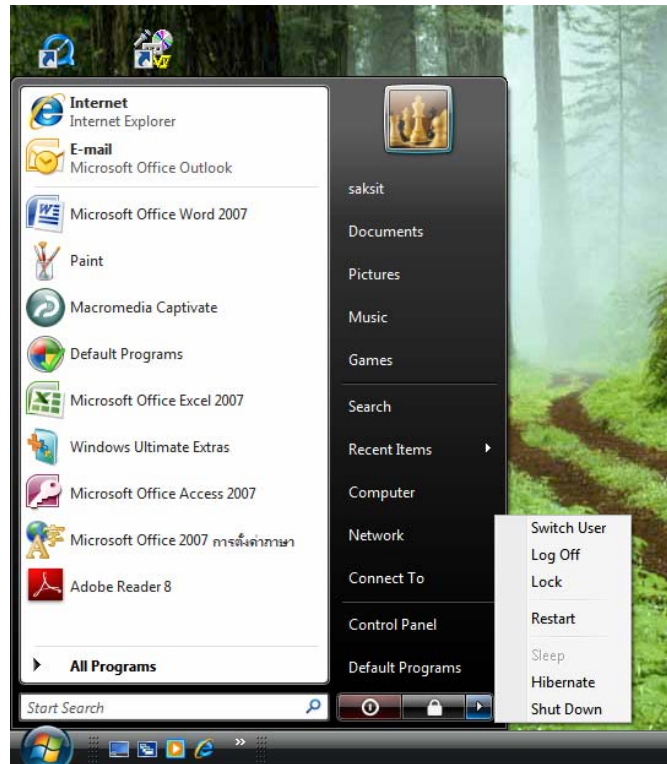 Internet
Internet Explorer
E-mail
Microsoft Office Outlook
Microsoft Office Word 2007
Paint
Macromedia Captivate
Default Programs
Microsoft Office Excel 2007
Windows Ultimate Extras
Microsoft Office Access 2007
Microsoft Office 2007 การตั้งค่าภาษา
Adobe Reader 8
All Programs
Start Search
saksit
Documents
Pictures
Music
Games
Search
Recent Items
Computer
Network
Connect To
Control Panel
Default Programs
Switch User
Log Off
Lock
Restart
Sleep
Hibernate
Shut Down